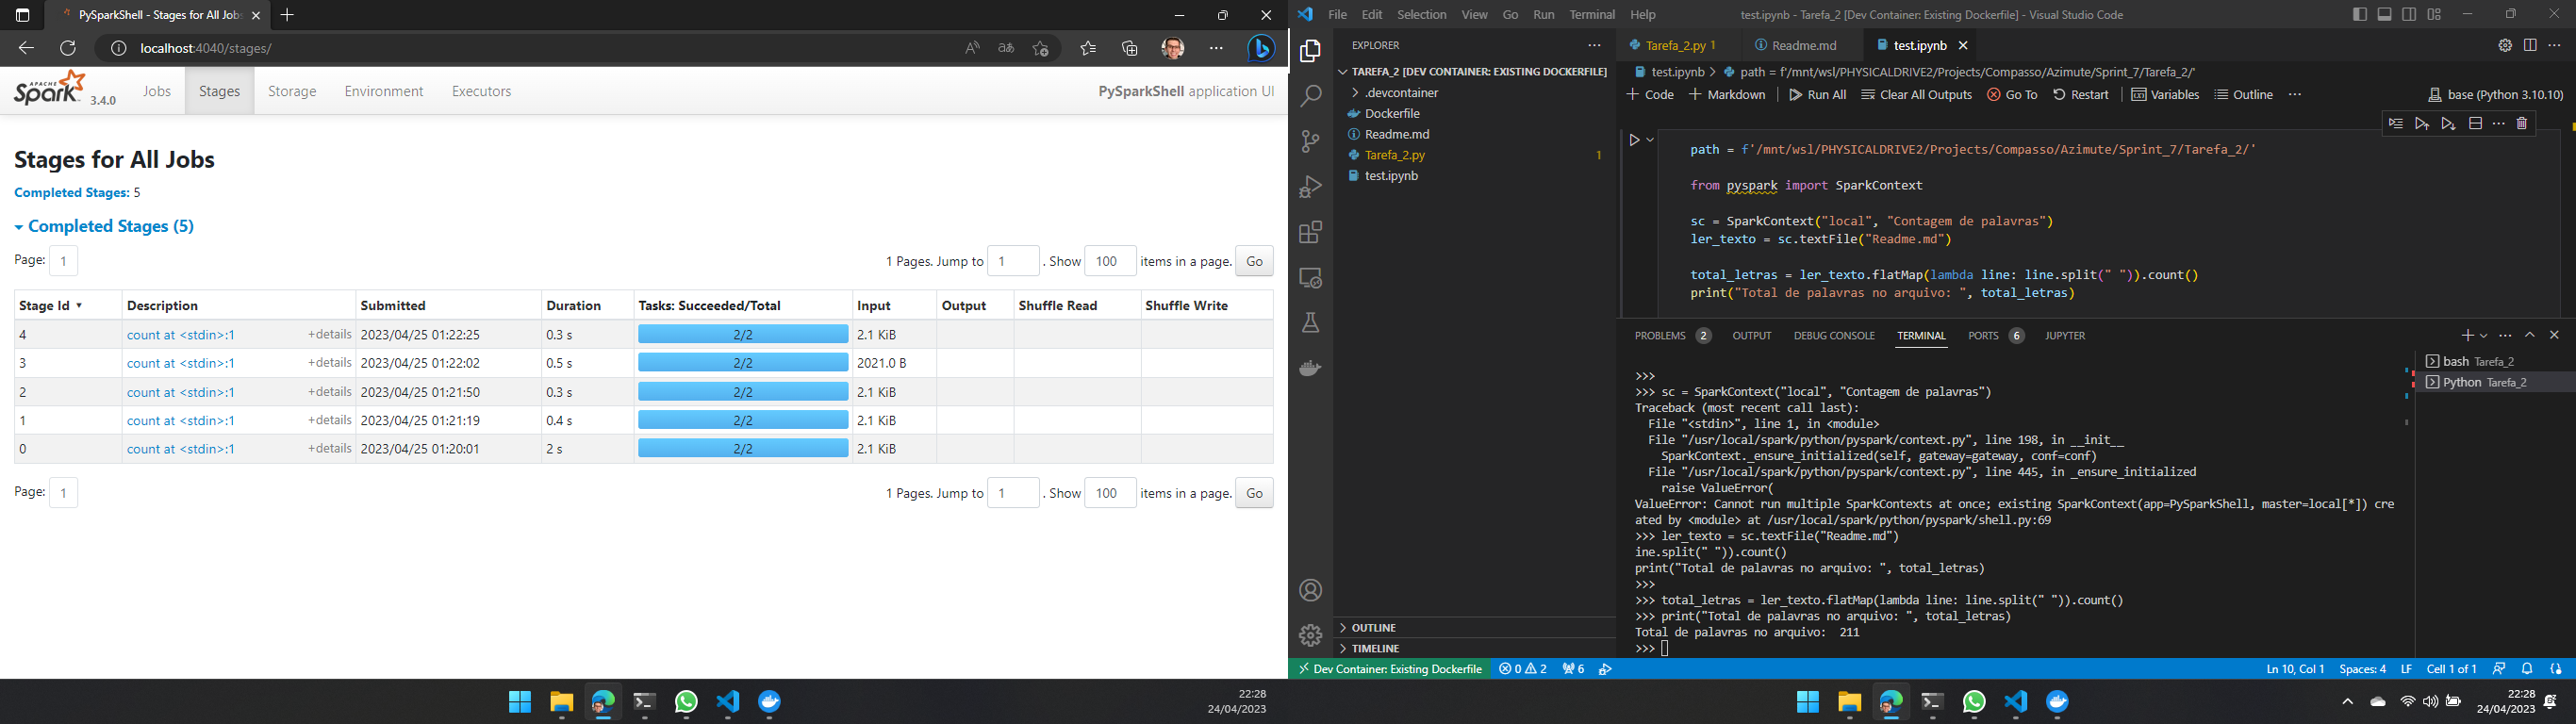 PySparkShell - Stages for All Jobs
localhost:4040/stages/
APACHE
Spark 3.4.0
Jobs
Stages
Storage
Environment
Executors
PySparkShell application UI
Stages for All Jobs
Completed Stages: 5
Completed Stages (5)
Page: 1
1 Pages. Jump to 1 . Show 100 items in a page. Go
Stage Id ▾ Description Submitted Duration Tasks: Succeeded/Total Input Output Shuffle Read Shuffle Write
4 count at <stdin>:1 +details 2023/04/25 01:22:25 0.3 s 2/2 2.1 KiB
3 count at <stdin>:1 +details 2023/04/25 01:22:02 0.5 s 2/2 2021.0 B
2 count at <stdin>:1 +details 2023/04/25 01:21:50 0.3 s 2/2 2.1 KiB
1 count at <stdin>:1 +details 2023/04/25 01:21:19 0.4 s 2/2 2.1 KiB
0 count at <stdin>:1 +details 2023/04/25 01:20:01 2 s 2/2 2.1 KiB
Page: 1
1 Pages. Jump to 1 . Show 100 items in a page. Go
22:28
24/04/2023
File Edit Selection View Go Run Terminal Help
test.ipynb - Tarefa_2 [Dev Container: Existing Dockerfile] - Visual Studio Code
EXPLORER
TAREFA_2 [DEV CONTAINER: EXISTING DOCKERFILE]
.devcontainer
Dockerfile
Readme.md
Tarefa_2.py 1
test.ipynb
OUTLINE
TIMELINE
Tarefa_2.py 1
Readme.md
test.ipynb
test.ipynb > path = f'/mnt/wsl/PHYSICALDRIVE2/Projects/Compasso/Azimute/Sprint_7/Tarefa_2/'
Code Markdown Run All Clear All Outputs Go To Restart Variables Outline ··· base (Python 3.10.10)
path = f'/mnt/wsl/PHYSICALDRIVE2/Projects/Compasso/Azimute/Sprint_7/Tarefa_2/'
from pyspark import SparkContext
sc = SparkContext("local", "Contagem de palavras")
ler_texto = sc.textFile("Readme.md")
total_letras = ler_texto.flatMap(lambda line: line.split(" ")).count()
print("Total de palavras no arquivo: ", total_letras)
PROBLEMS 2 OUTPUT DEBUG CONSOLE TERMINAL PORTS 6 JUPYTER
bash Tarefa_2
Python Tarefa_2
>>>
>>> sc = SparkContext("local", "Contagem de palavras")
Traceback (most recent call last):
File "<stdin>", line 1, in <module>
File "/usr/local/spark/python/pyspark/context.py", line 198, in __init__
SparkContext._ensure_initialized(self, gateway=gateway, conf=conf)
File "/usr/local/spark/python/pyspark/context.py", line 445, in _ensure_initialized
raise ValueError(
ValueError: Cannot run multiple SparkContexts at once; existing SparkContext(app=PySparkShell, master=local[*]) cre
ated by <module> at /usr/local/spark/python/pyspark/shell.py:69
>>> ler_texto = sc.textFile("Readme.md")
ine.split(" ")).count()
print("Total de palavras no arquivo: ", total_letras)
>>>
>>> total_letras = ler_texto.flatMap(lambda line: line.split(" ")).count()
>>> print("Total de palavras no arquivo: ", total_letras)
Total de palavras no arquivo:  211
>>>
Dev Container: Existing Dockerfile 0 2 6
Ln 10, Col 1 Spaces: 4 LF Cell 1 of 1
22:28
24/04/2023